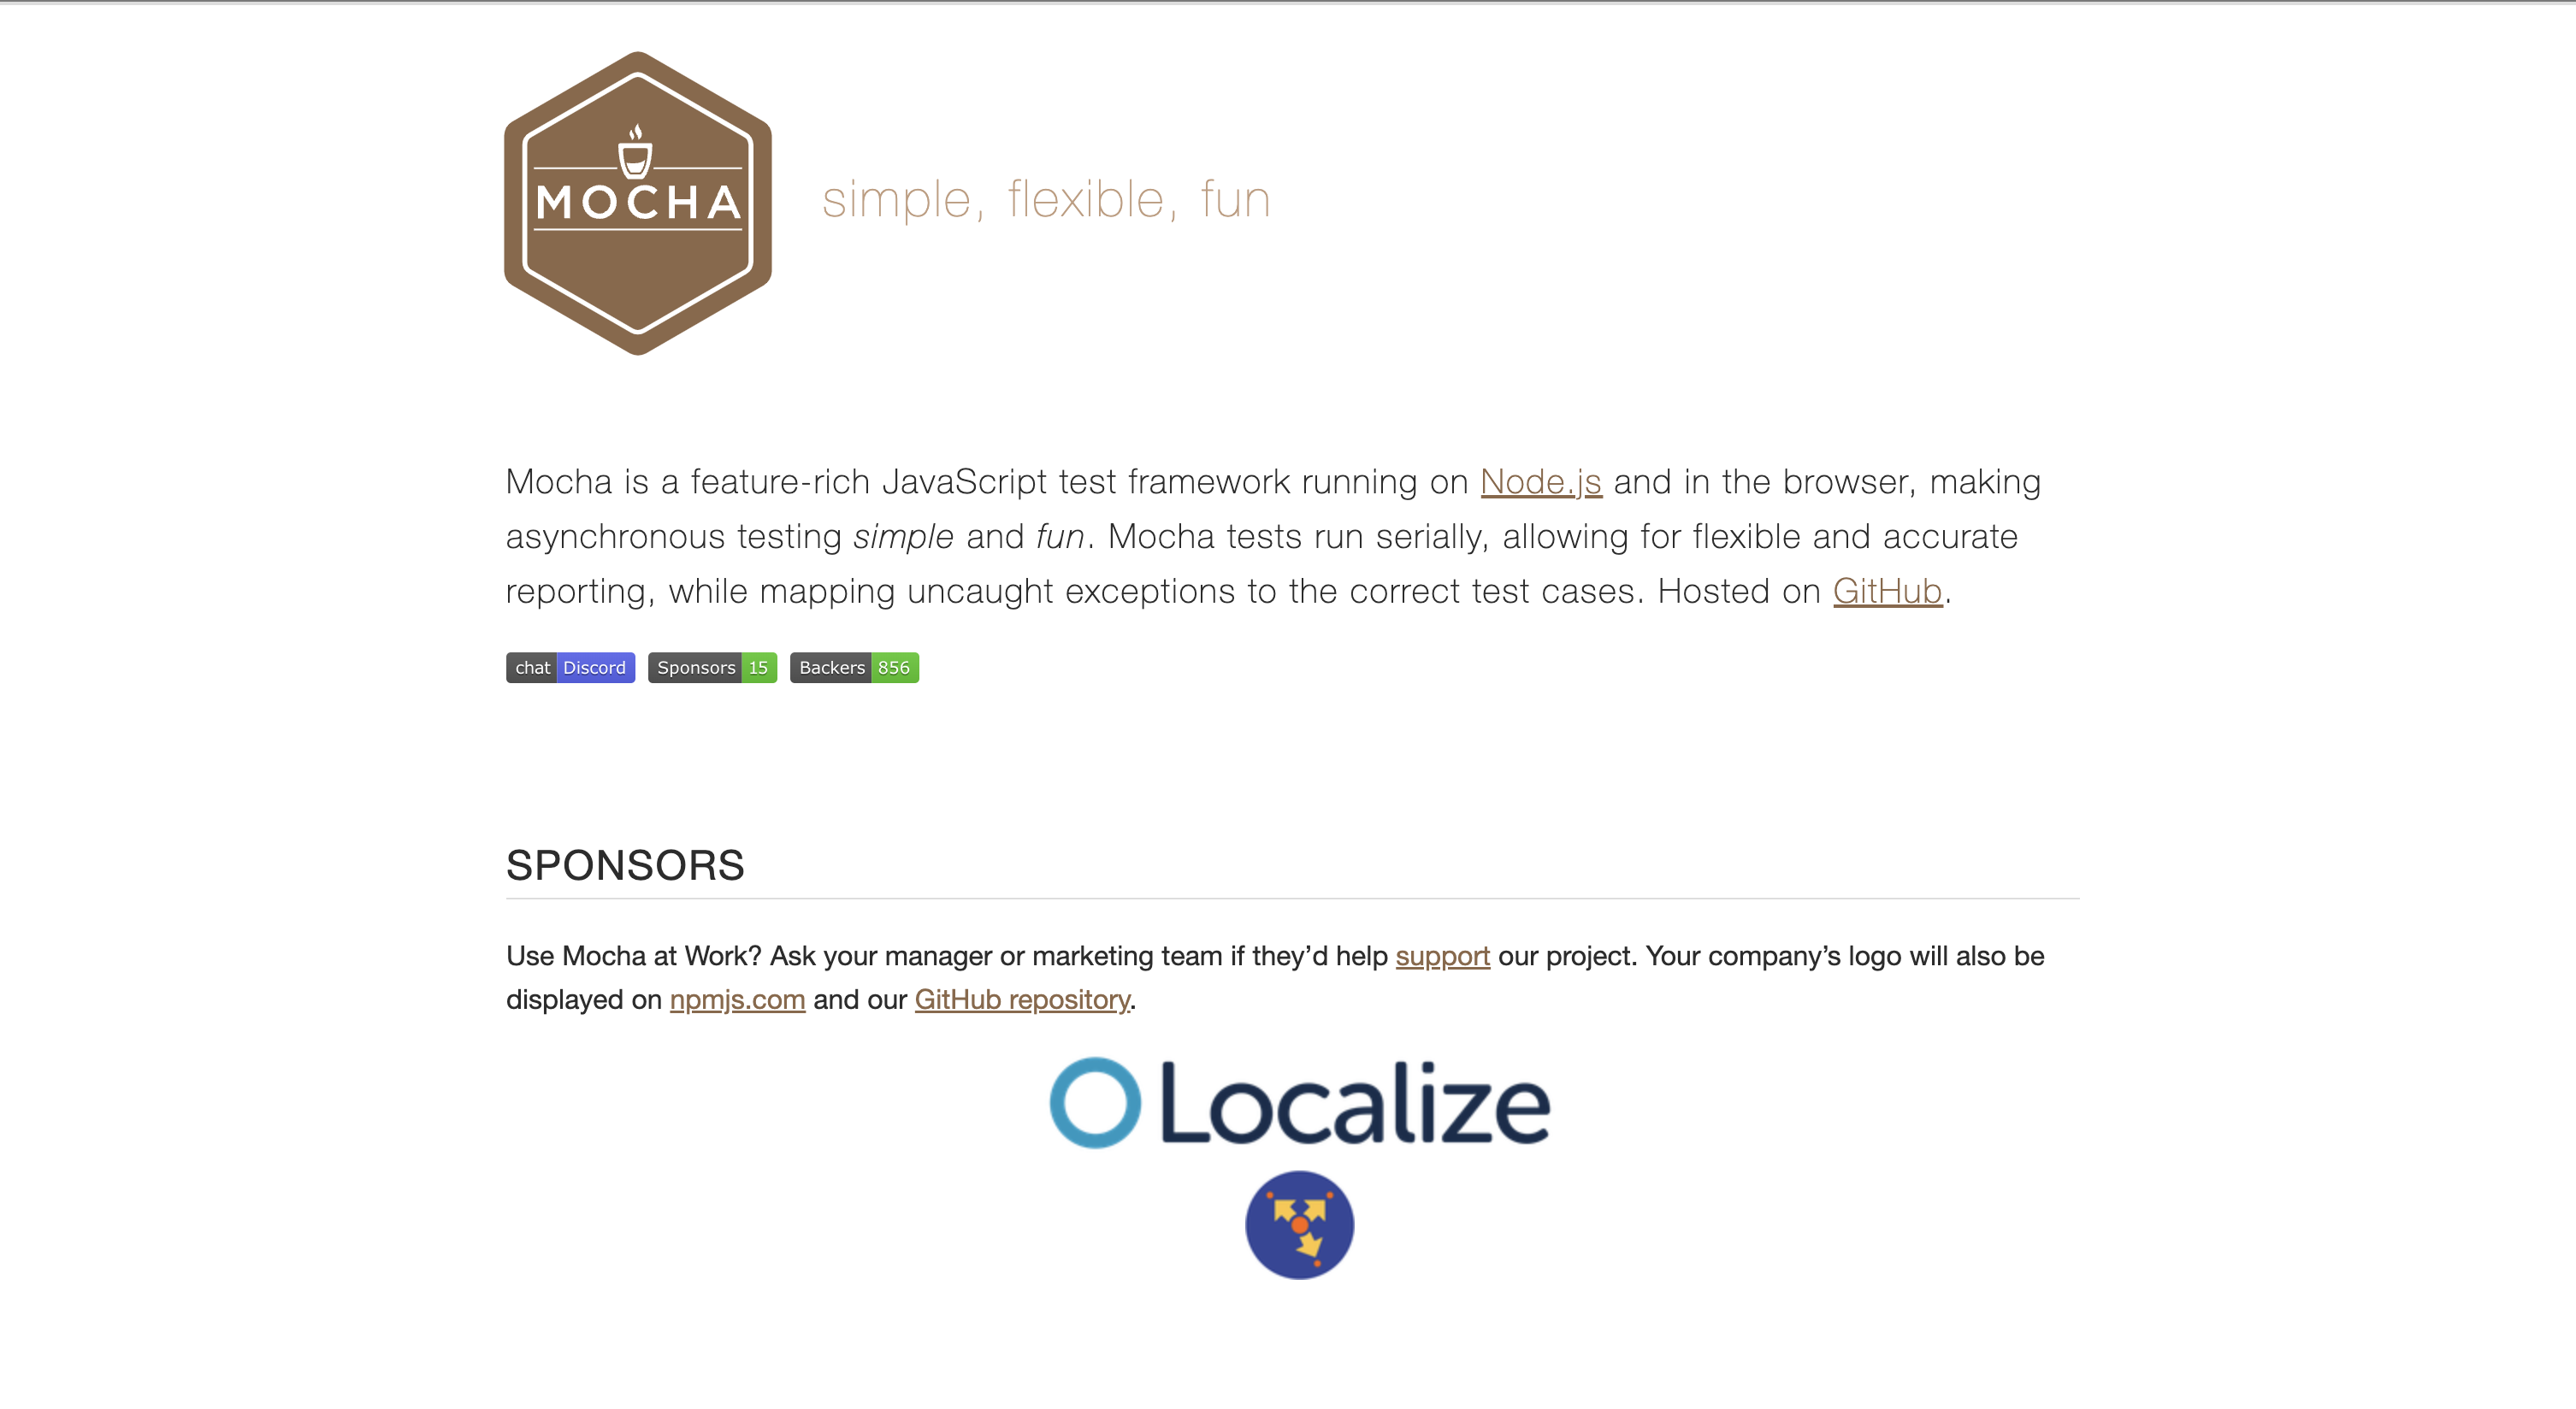 MOCHA
simple, flexible, fun
Mocha is a feature-rich JavaScript test framework running on Node.js and in the browser, making
asynchronous testing simple and fun. Mocha tests run serially, allowing for flexible and accurate
reporting, while mapping uncaught exceptions to the correct test cases. Hosted on GitHub.
chat Discord Sponsors 15 Backers 856
SPONSORS
Use Mocha at Work? Ask your manager or marketing team if they’d help support our project. Your company’s logo will also be
displayed on npmjs.com and our GitHub repository.
Localize